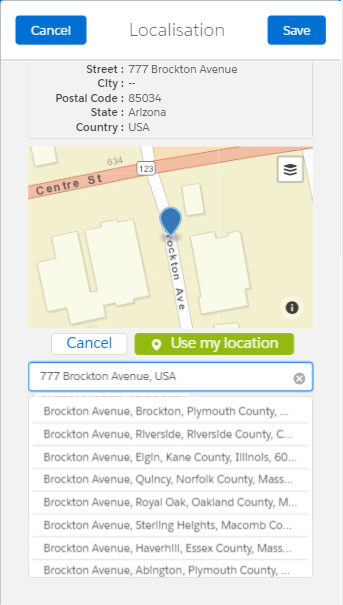 Cancel Localisation Save
Street : 777 Brockton Avenue
City : --
Postal Code : 85034
State : Arizona
Country : USA
634
123
Centre St
Brockton Ave
Cancel Use my location
777 Brockton Avenue, USA
Brockton Avenue, Brockton, Plymouth County, ...
Brockton Avenue, Riverside, Riverside County, C...
Brockton Avenue, Elgin, Kane County, Illinois, 60...
Brockton Avenue, Quincy, Norfolk County, Mass...
Brockton Avenue, Royal Oak, Oakland County, M...
Brockton Avenue, Sterling Heights, Macomb Co...
Brockton Avenue, Haverhill, Essex County, Mass...
Brockton Avenue, Abington, Plymouth County, ...